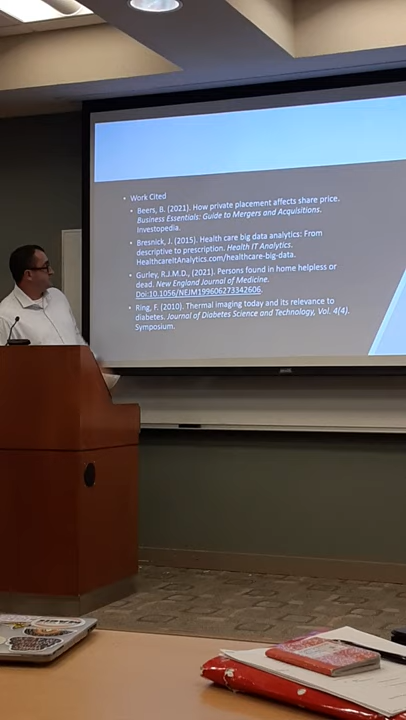 Work Cited
Beers, B. (2021). How private placement affects share price.
Business Essentials: Guide to Mergers and Acquisitions.
Investopedia.
Bresnick, J. (2015). Health care big data analytics: From
descriptive to prescription. Health IT Analytics.
HealthcareItAnalytics.com/healthcare-big-data.
Gurley, R.J.M.D., (2021). Persons found in home helpless or
dead. New England Journal of Medicine.
Doi:10.1056/NEJM199606273342606.
Ring, F. (2010). Thermal imaging today and its relevance to
diabetes. Journal of Diabetes Science and Technology, Vol. 4(4).
Symposium.